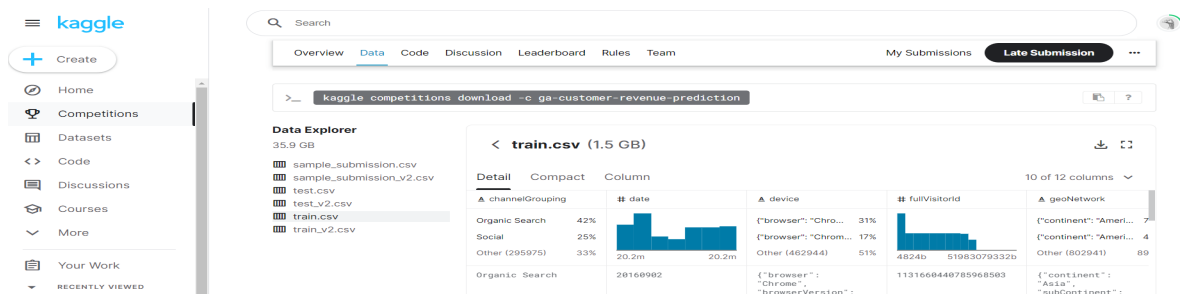 kaggle
Search
Create
Home
Competitions
Datasets
Code
Discussions
Courses
More
Your Work
RECENTLY VIEWED
Overview Data Code Discussion Leaderboard Rules Team My Submissions Late Submission ...
>_ kaggle competitions download -c ga-customer-revenue-prediction ?
Data Explorer
35.9 GB
sample_submission.csv
sample_submission_v2.csv
test.csv
test_v2.csv
train.csv
train_v2.csv
< train.csv (1.5 GB)
Detail Compact Column 10 of 12 columns
channelGrouping # date device # fullVisitorId geoNetwork
Organic Search 42% {"browser": "Chro... 31% {"continent": "Ameri... 7
Social 25% {"browser": "Chrom... 17% {"continent": "Ameri... 4
Other (295975) 33% 20.2m 20.2m Other (462944) 51% 4824b 51983079332b Other (802941) 89
Organic Search 20160902 {"browser": 1131660440785968503 {"continent":
"Chrome", "Asia",
"browserVersion": "subContinent":